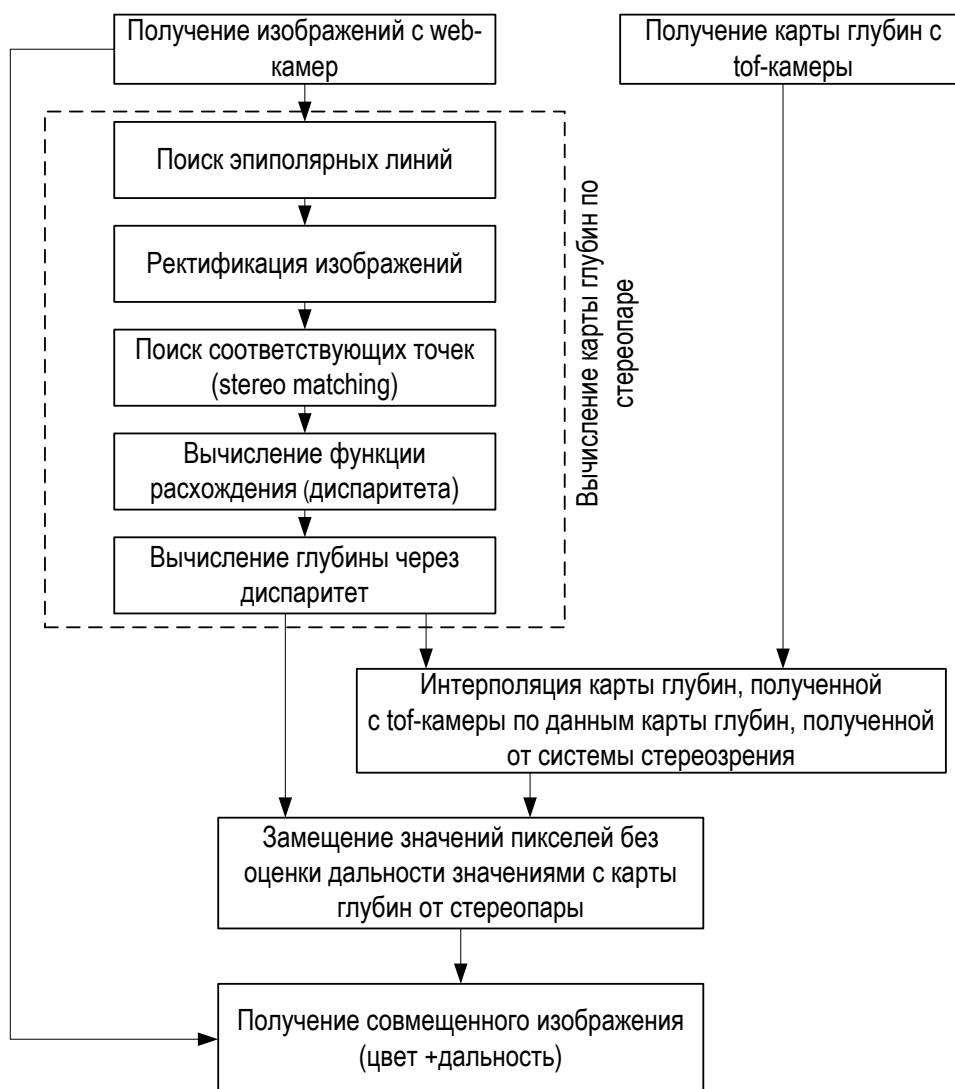 Получение изображений с web-
камер
Получение карты глубин с
tof-камеры
Поиск эпиполярных линий
Ректификация изображений
Поиск соответствующих точек
(stereo matching)
Вычисление функции
расхождения (диспаритета)
Вычисление глубины через
диспаритет
Вычисление карты глубин по
стереопаре
Интерполяция карты глубин, полученной
с tof-камеры по данным карты глубин, полученной
от системы стереозрения
Замещение значений пикселей без
оценки дальности значениями с карты
глубин от стереопары
Получение совмещенного изображения
(цвет +дальность)